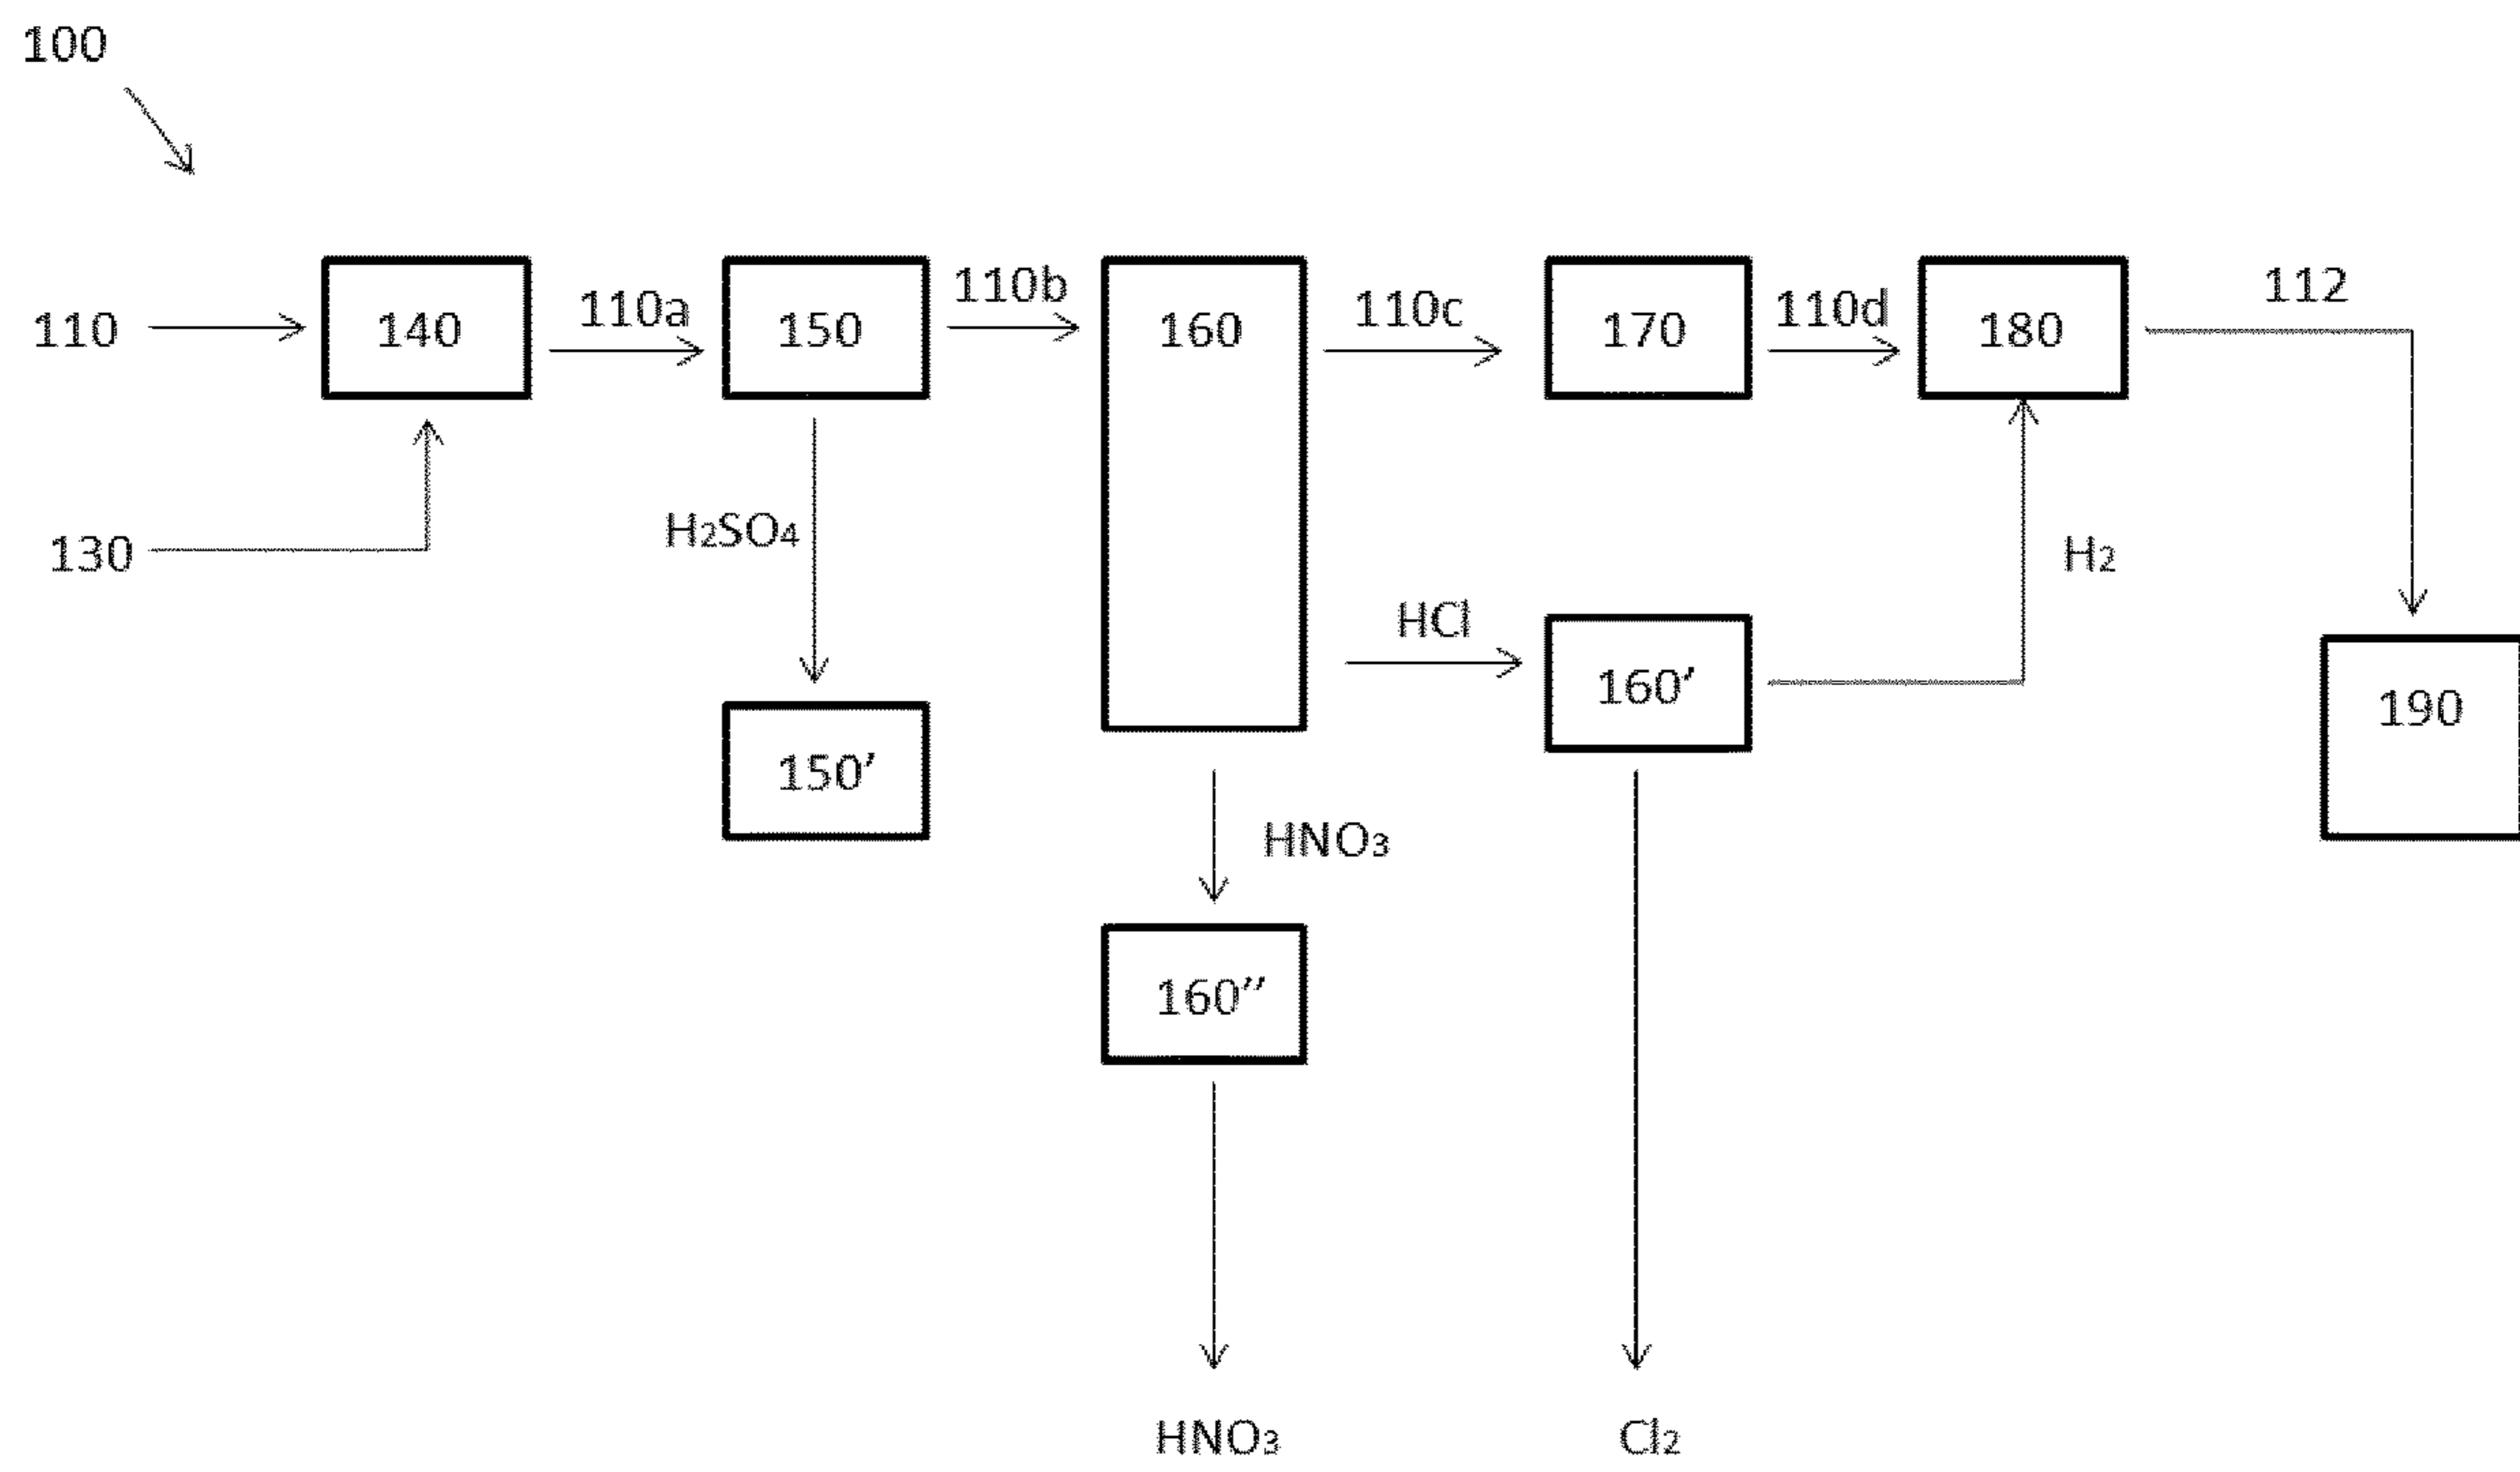 100
110
140
110a
150
110b
160
110c
170
110d
180
112
130
H₂SO₄
H₂
HCl
160′
190
150′
HNO₃
160″
HNO₃
Cl₂